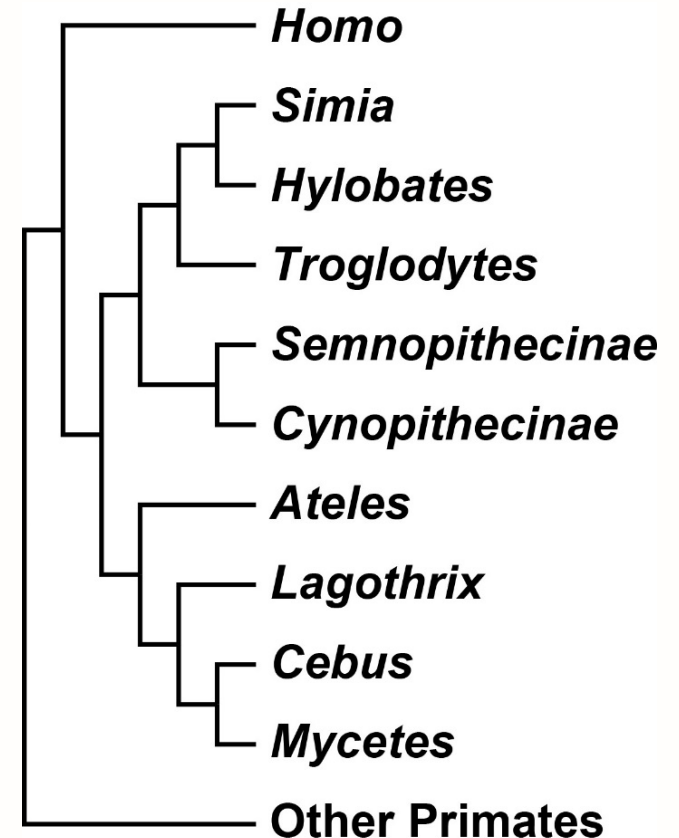 Homo
Simia
Hylobates
Troglodytes
Semnopithecinae
Cynopithecinae
Ateles
Lagothrix
Cebus
Mycetes
Other Primates